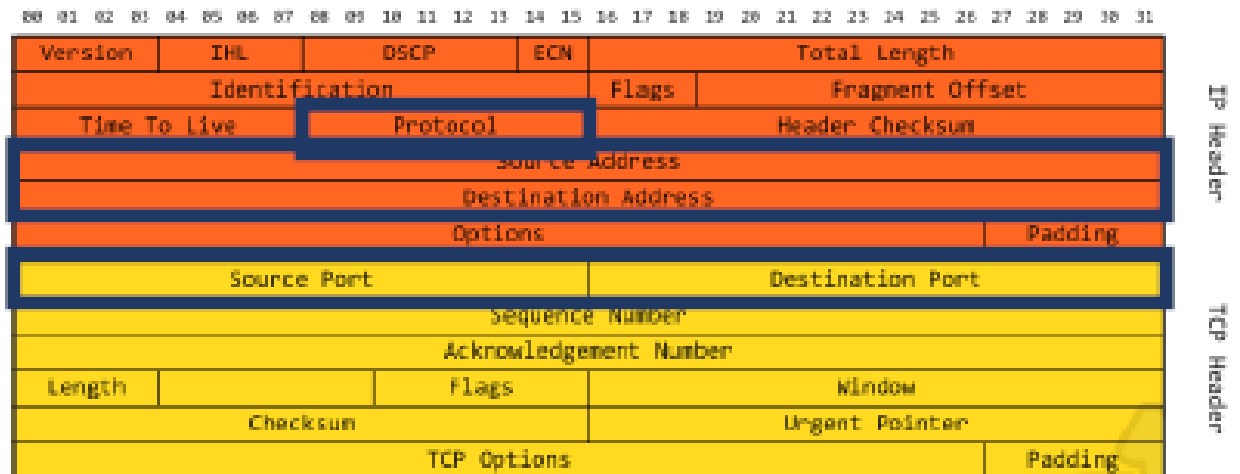 00 01 02 03 04 05 06 07 08 09 10 11 12 13 14 15 16 17 18 19 20 21 22 23 24 25 26 27 28 29 30 31
Version IHL DSCP ECN Total Length
Identification Flags Fragment Offset
Time To Live Protocol Header Checksum
Source Address
Destination Address
Options Padding
IP Header
Source Port Destination Port
Sequence Number
Acknowledgement Number
Length Flags Window
Checksum Urgent Pointer
TCP Options Padding
TCP Header